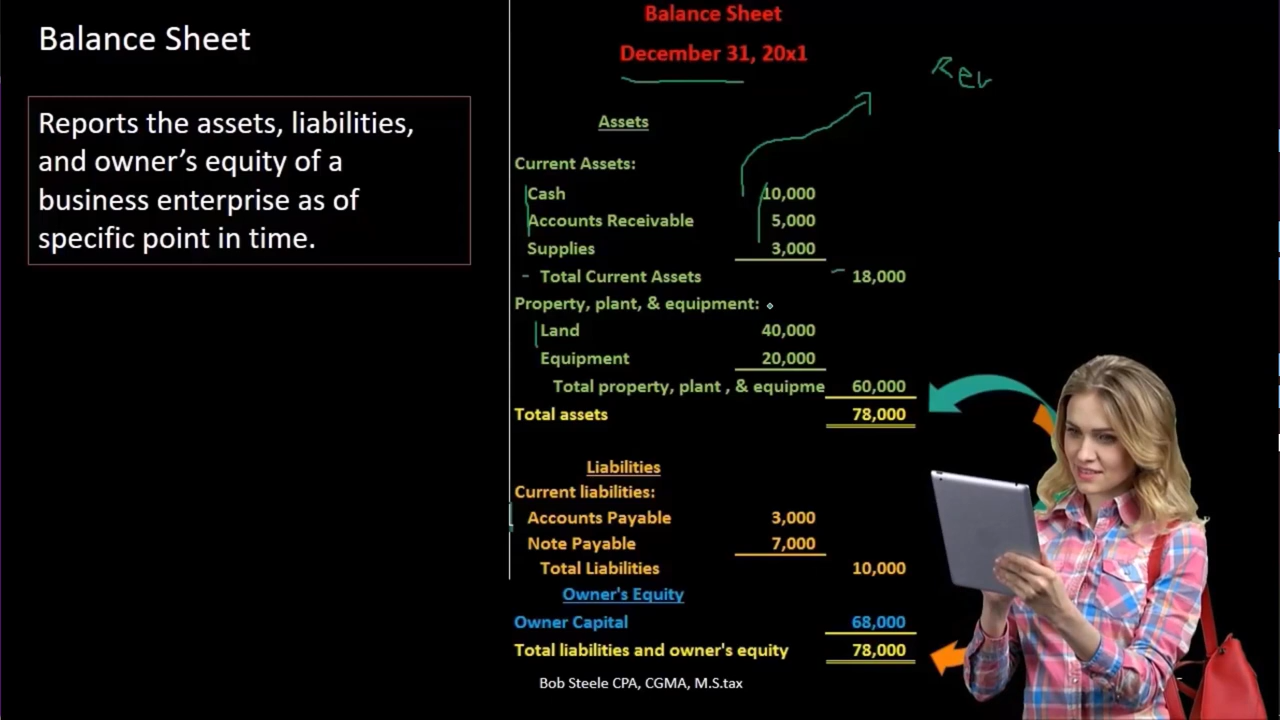 Balance Sheet
Reports the assets, liabilities,
and owner's equity of a
business enterprise as of
specific point in time.
Balance Sheet
December 31, 20x1
Rev
Assets
Current Assets:
Cash 10,000
Accounts Receivable 5,000
Supplies 3,000
Total Current Assets 18,000
Property, plant, & equipment:
Land 40,000
Equipment 20,000
Total property, plant , & equipme 60,000
Total assets 78,000
Liabilities
Current liabilities:
Accounts Payable 3,000
Note Payable 7,000
Total Liabilities 10,000
Owner's Equity
Owner Capital 68,000
Total liabilities and owner's equity 78,000
Bob Steele CPA, CGMA, M.S.tax